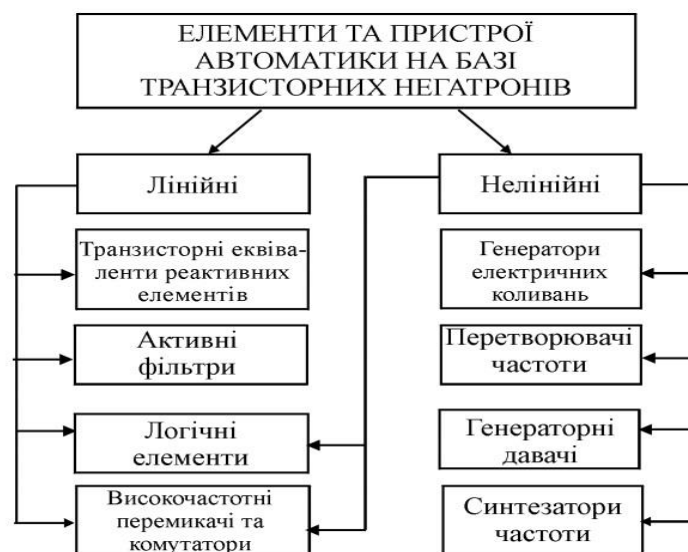 ЕЛЕМЕНТИ ТА ПРИСТРОЇ
АВТОМАТИКИ НА БАЗІ
ТРАНЗИСТОРНИХ НЕГАТРОНІВ
Лінійні
Нелінійні
Транзисторні еквіва-
ленти реактивних
елементів
Генератори
електричних
коливань
Активні
фільтри
Перетворювачі
частоти
Логічні
елементи
Генераторні
давачі
Високочастотні
перемикачі та
комутатори
Синтезатори
частоти